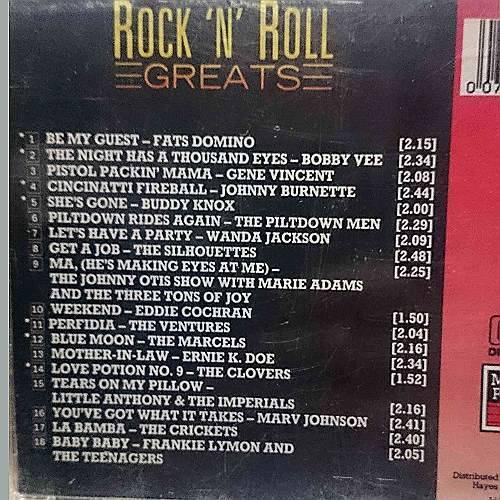 ROCK 'N' ROLL
GREATS
* 1 BE MY GUEST – FATS DOMINO [2.15]
* 2 THE NIGHT HAS A THOUSAND EYES – BOBBY VEE [2.34]
3 PISTOL PACKIN' MAMA – GENE VINCENT [2.08]
* 4 CINCINATTI FIREBALL – JOHNNY BURNETTE [2.44]
* 5 SHE'S GONE – BUDDY KNOX [2.00]
6 PILTDOWN RIDES AGAIN – THE PILTDOWN MEN [2.29]
7 LET'S HAVE A PARTY – WANDA JACKSON [2.09]
8 GET A JOB – THE SILHOUETTES [2.48]
9 MA, (HE'S MAKING EYES AT ME) – [2.25]
THE JOHNNY OTIS SHOW WITH MARIE ADAMS
AND THE THREE TONS OF JOY
10 WEEKEND – EDDIE COCHRAN [1.50]
* 11 PERFIDIA – THE VENTURES [2.04]
* 12 BLUE MOON – THE MARCELS [2.16]
13 MOTHER-IN-LAW – ERNIE K. DOE [2.34]
* 14 LOVE POTION NO. 9 – THE CLOVERS [1.52]
15 TEARS ON MY PILLOW –
LITTLE ANTHONY & THE IMPERIALS [2.16]
16 YOU'VE GOT WHAT IT TAKES – MARV JOHNSON [2.41]
17 LA BAMBA – THE CRICKETS [2.40]
18 BABY BABY – FRANKIE LYMON AND [2.05]
THE TEENAGERS
0 07
Distributed
Hayes